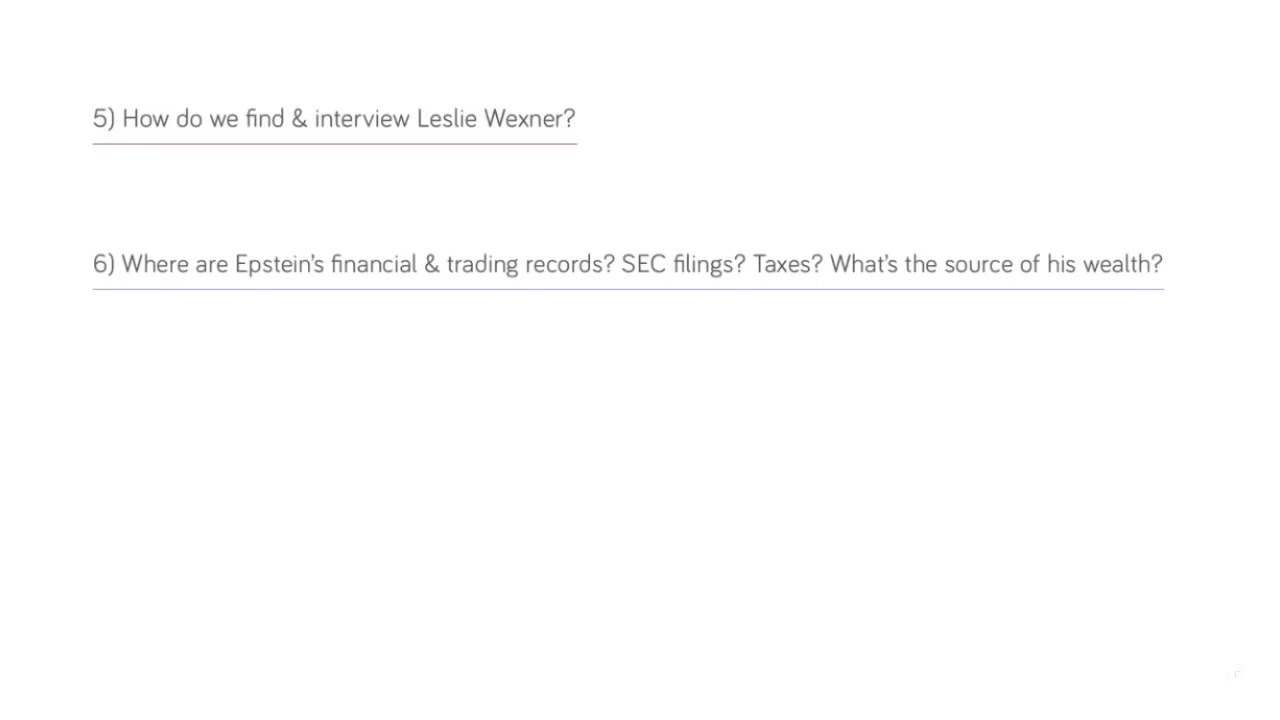 5) How do we find & interview Leslie Wexner?
6) Where are Epstein’s financial & trading records? SEC filings? Taxes? What’s the source of his wealth?